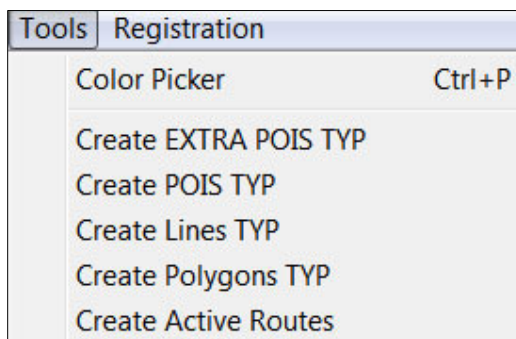 Tools Registration
Color Picker Ctrl+P
Create EXTRA POIS TYP
Create POIS TYP
Create Lines TYP
Create Polygons TYP
Create Active Routes